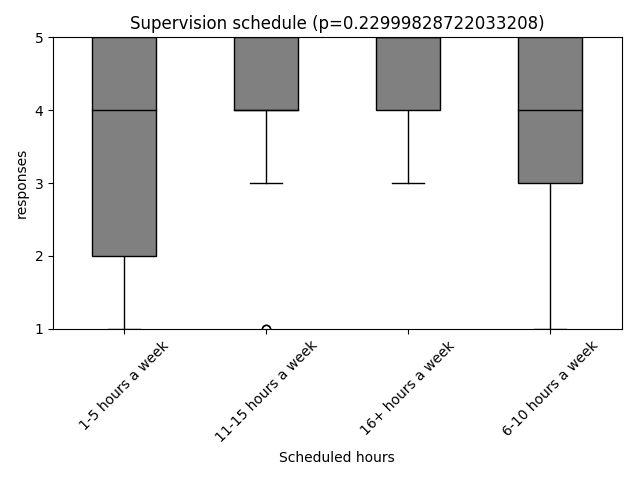 Supervision schedule (p=0.22999828722033208)
5
4
3
2
1
responses
1-5 hours a week
11-15 hours a week
16+ hours a week
6-10 hours a week
Scheduled hours